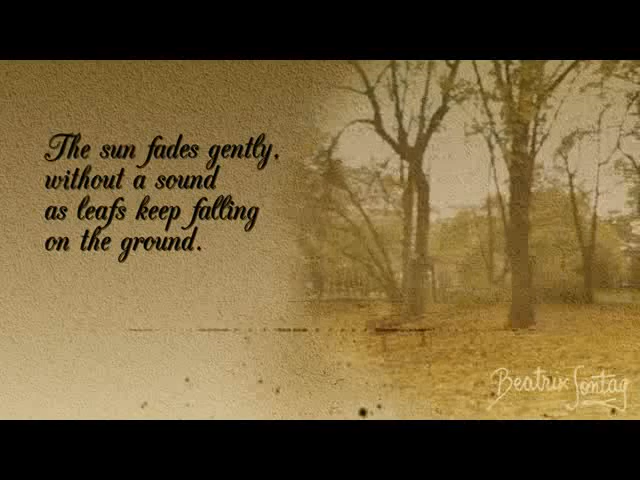 The sun fades gently,
without a sound
as leafs keep falling
on the ground.
Beatrix Sontag